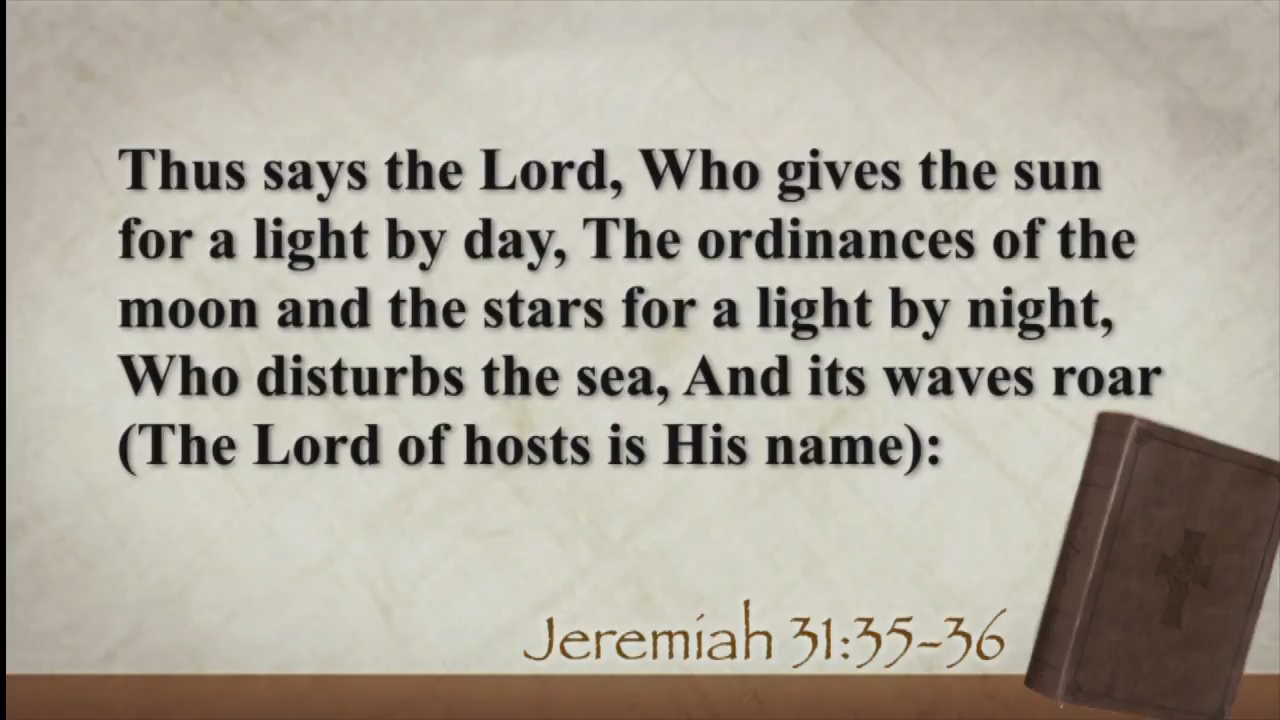 Thus says the Lord, Who gives the sun
for a light by day, The ordinances of the
moon and the stars for a light by night,
Who disturbs the sea, And its waves roar
(The Lord of hosts is His name):
Jeremiah 31:35-36